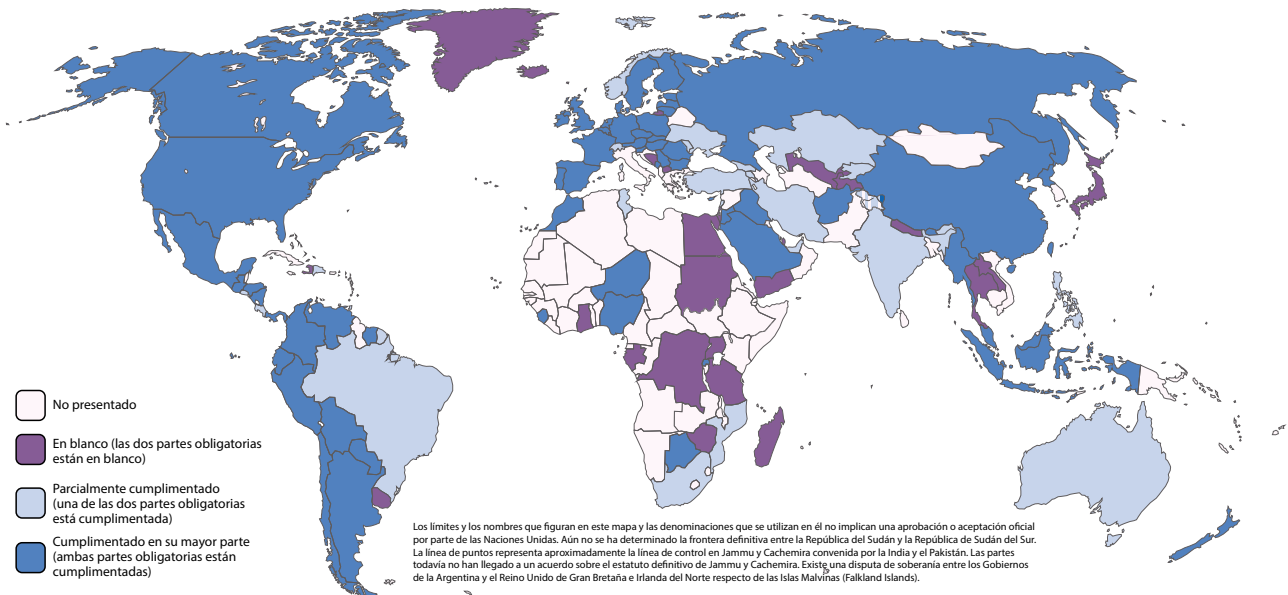 No presentado
En blanco (las dos partes obligatorias
están en blanco)
Parcialmente cumplimentado
(una de las dos partes obligatorias
está cumplimentada)
Cumplimentado en su mayor parte
(ambas partes obligatorias están
cumplimentadas)
Los límites y los nombres que figuran en este mapa y las denominaciones que se utilizan en él no implican una aprobación o aceptación oficial
por parte de las Naciones Unidas. Aún no se ha determinado la frontera definitiva entre la República del Sudán y la República de Sudán del Sur.
La línea de puntos representa aproximadamente la línea de control en Jammu y Cachemira convenida por la India y el Pakistán. Las partes
todavía no han llegado a un acuerdo sobre el estatuto definitivo de Jammu y Cachemira. Existe una disputa de soberanía entre los Gobiernos
de la Argentina y el Reino Unido de Gran Bretaña e Irlanda del Norte respecto de las Islas Malvinas (Falkland Islands).